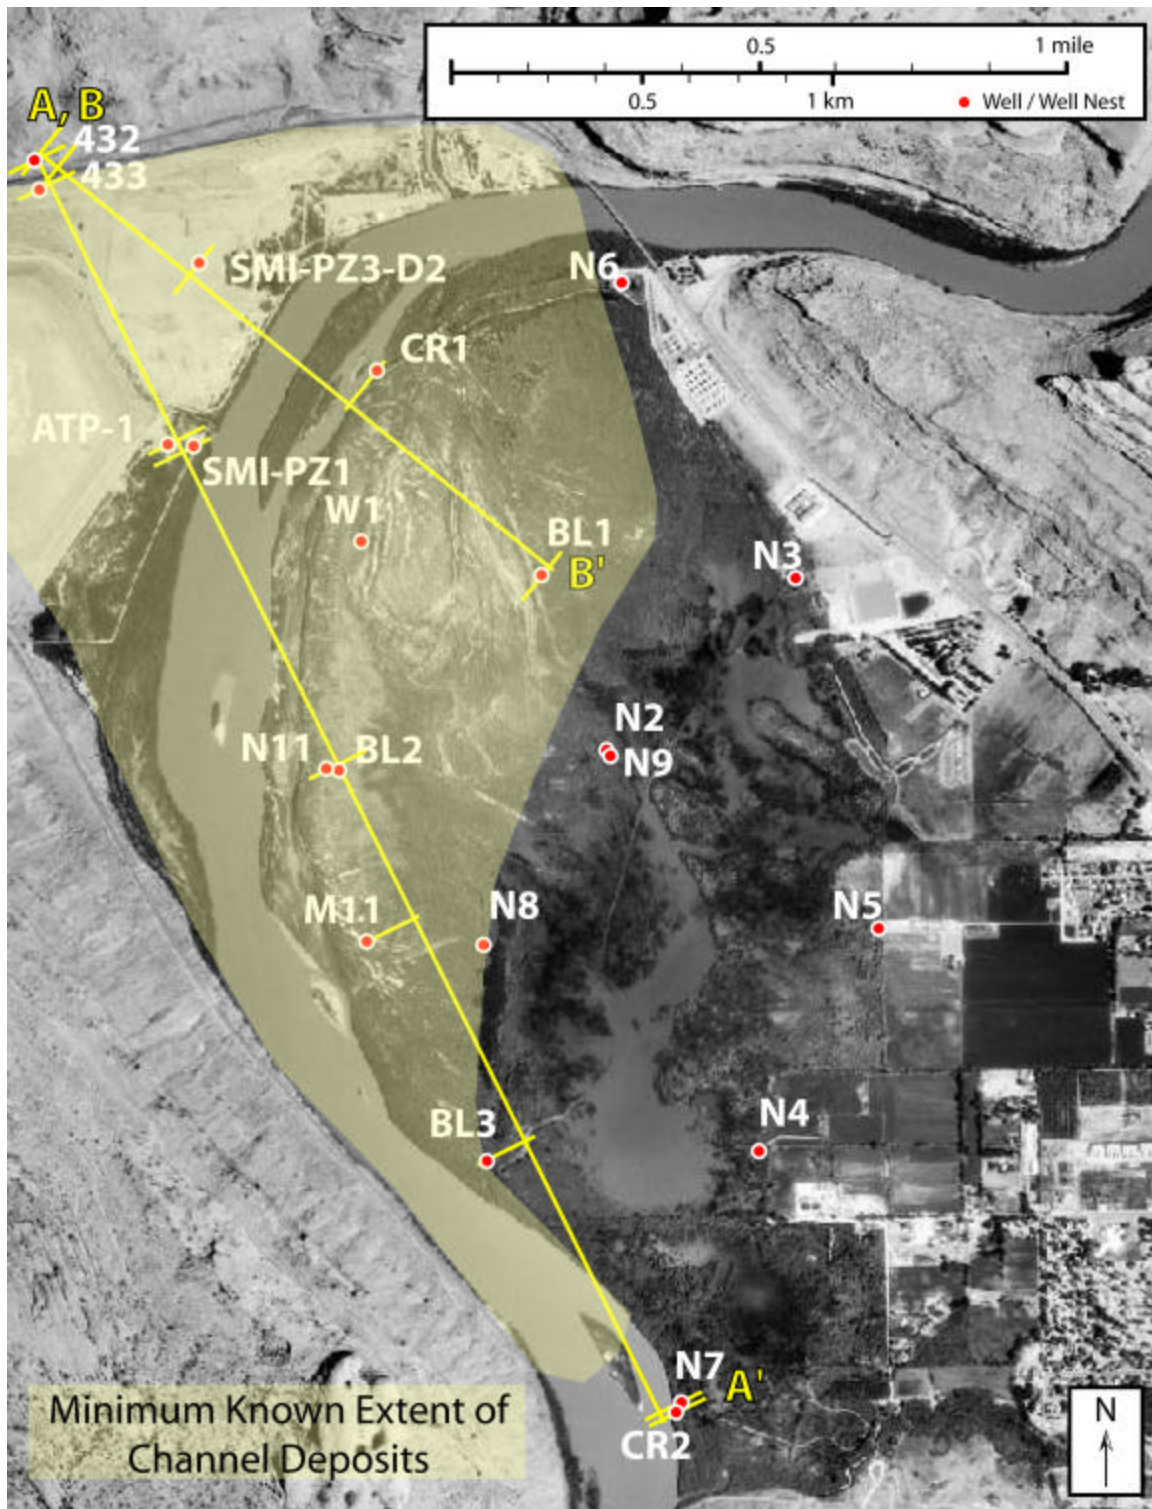 0.5 1 mile
0.5 1 km Well / Well Nest
A, B
432
433
SMI-PZ3-D2
N6
CR1
ATP-1
SMI-PZ1
W1
BL1
B'
N3
N2
N11 BL2
N9
M11
N8
N5
BL3
N4
N7
A'
CR2
Minimum Known Extent of
Channel Deposits
N